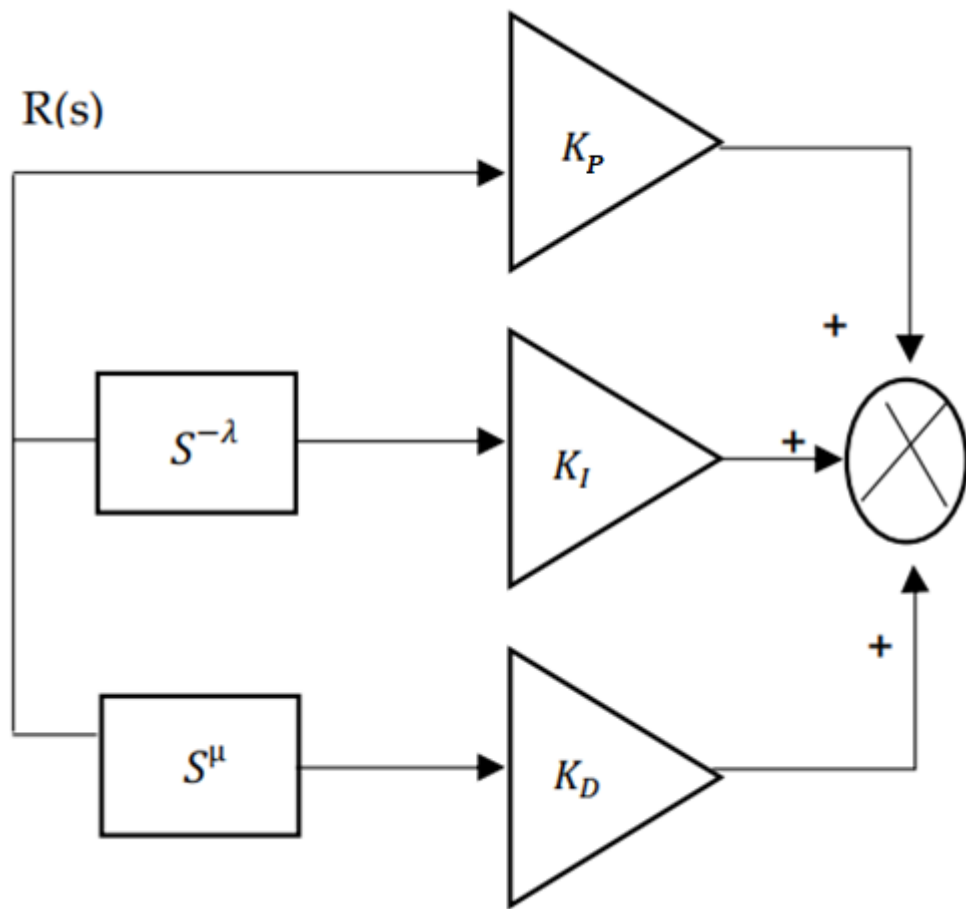 R(s)
K_P
+
S^{-λ}
K_I
+
+
S^μ
K_D